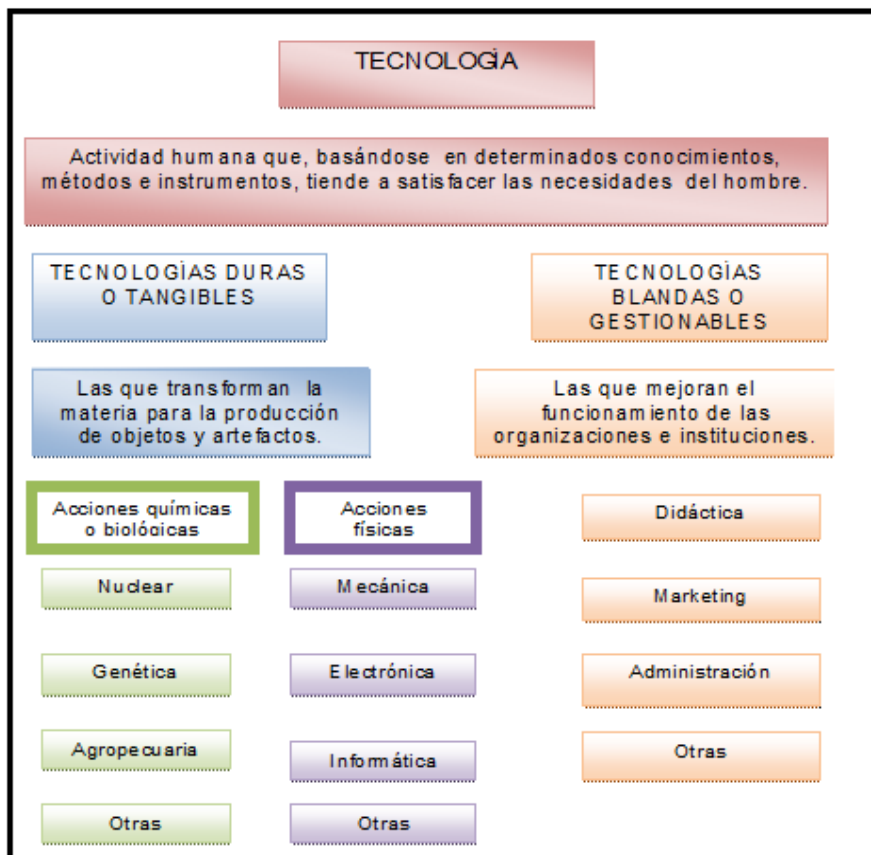 TECNOLOGÍA
Actividad humana que, basándose en determinados conocimientos,
métodos e instrumentos, tiende a satisfacer las necesidades del hombre.
TECNOLOGÍAS DURAS
O TANGIBLES
TECNOLOGÍAS
BLANDAS O
GESTIONABLES
Las que transforman la
materia para la producción
de objetos y artefactos.
Las que mejoran el
funcionamiento de las
organizaciones e instituciones.
Acciones químicas
o biológicas
Nuclear
Genética
Agropecuaria
Otras
Acciones
físicas
Mecánica
Electrónica
Informática
Otras
Didáctica
Marketing
Administración
Otras